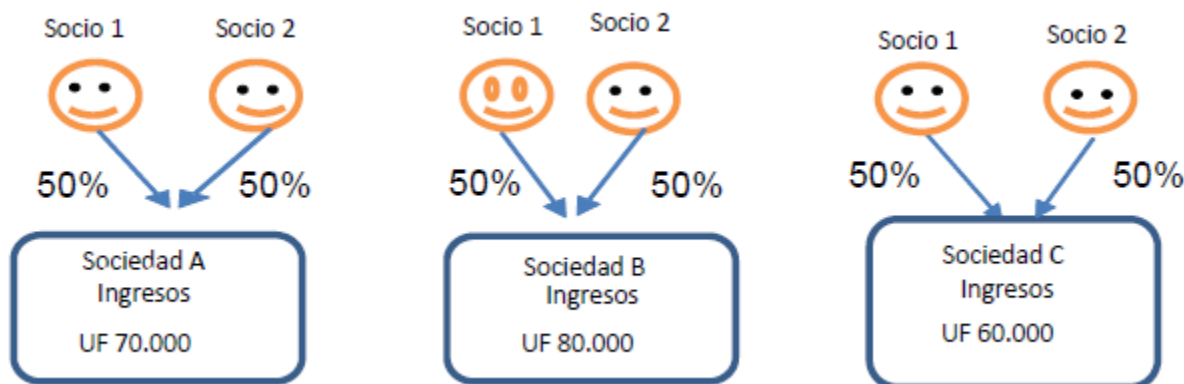 Socio 1 Socio 2
50% 50%
Sociedad A
Ingresos
UF 70.000
Socio 1 Socio 2
50% 50%
Sociedad B
Ingresos
UF 80.000
Socio 1 Socio 2
50% 50%
Sociedad C
Ingresos
UF 60.000